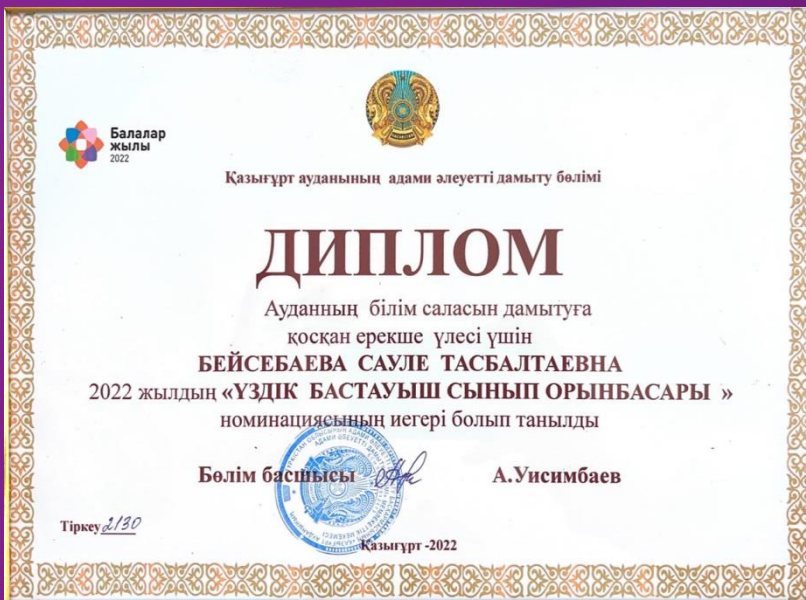 Балалар
жылы
2022
Қазығұрт ауданының адами әлеуетті дамыту бөлімі
ДИПЛОМ
Ауданның білім саласын дамытуға
қосқан ерекше үлесі үшін
БЕЙСЕБАЕВА САУЛЕ ТАСБАЛТАЕВНА
2022 жылдың «ҮЗДІК БАСТАУЫШ СЫНЫП ОРЫНБАСАРЫ »
номинациясының иегері болып танылды
Бөлім басшысы А.Уисимбаев
Тіркеу 2130
Қазығұрт -2022